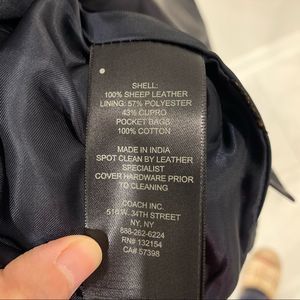 SHELL:
100% SHEEP LEATHER
LINING: 57% POLYESTER
43% CUPRO
POCKET BAGS
100% COTTON
MADE IN INDIA
SPOT CLEAN BY LEATHER
SPECIALIST
COVER HARDWARE PRIOR
TO CLEANING
COACH INC.
516 W. 34TH STREET
NY, NY
888-262-6224
RN# 132154
CA# 57398